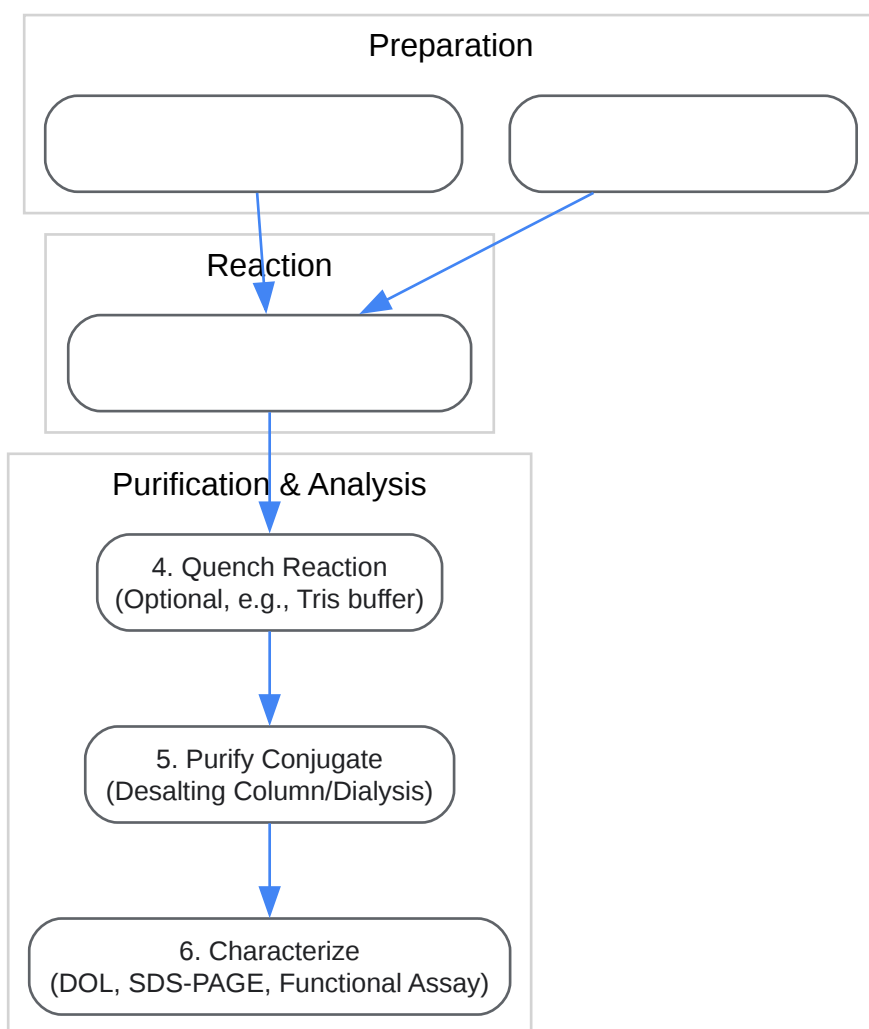 Preparation
Reaction
Purification & Analysis
4. Quench Reaction
(Optional, e.g., Tris buffer)
5. Purify Conjugate
(Desalting Column/Dialysis)
6. Characterize
(DOL, SDS-PAGE, Functional Assay)